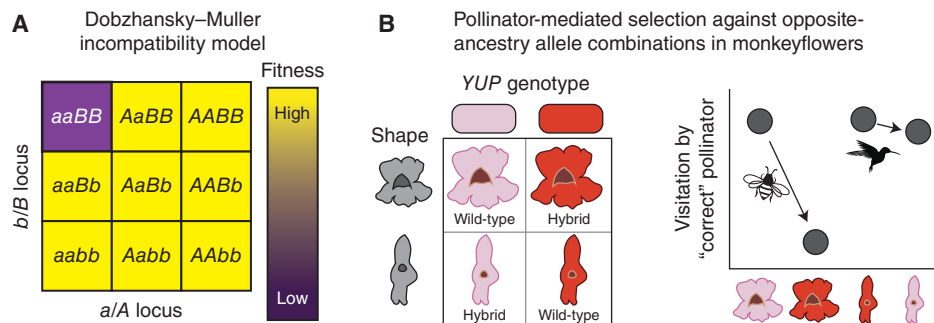 A
Dobzhansky–Muller
incompatibility model
Fitness
High
Low
aaBB AaBB AABB
aaBb AaBb AABb
aabb Aabb AAbb
b/B locus
a/A locus
B
Pollinator-mediated selection against opposite-
ancestry allele combinations in monkeyflowers
YUP genotype
Shape
Wild-type Hybrid
Hybrid Wild-type
Visitation by
“correct” pollinator